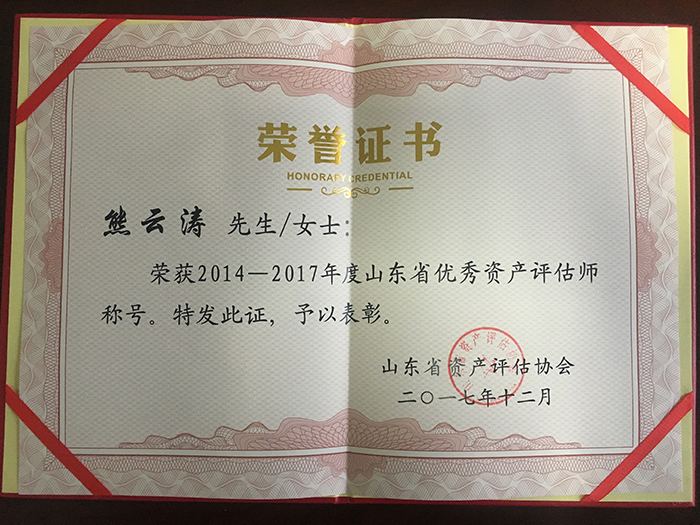 荣誉证书
HONORARY CREDENTIAL
熊云涛 先生/女士:
荣获2014—2017年度山东省优秀资产评估师
称号。特发此证，予以表彰。
山东省资产评估协会
二〇一七年十二月